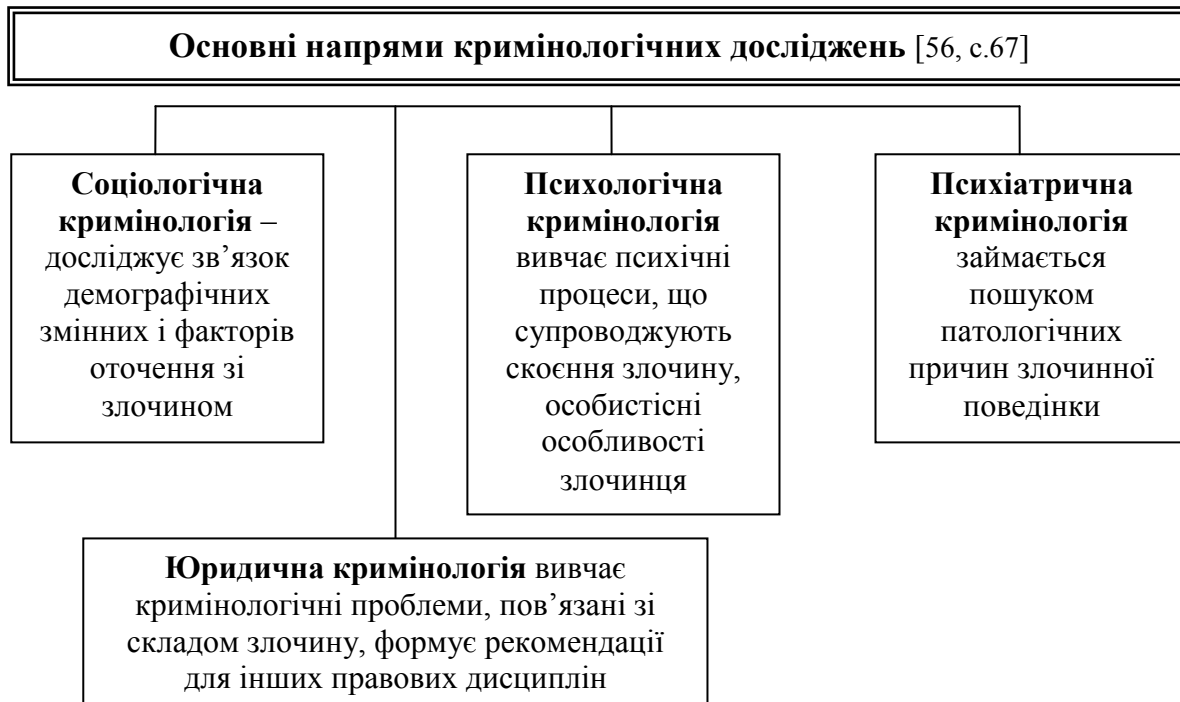 Основні напрями кримінологічних досліджень [56, с.67]
Соціологічна
кримінологія –
досліджує зв’язок
демографічних
змінних і факторів
оточення зі
злочином
Психологічна
кримінологія
вивчає психічні
процеси, що
супроводжують
скоєння злочину,
особистісні
особливості
злочинця
Психіатрична
кримінологія
займається
пошуком
патологічних
причин злочинної
поведінки
Юридична кримінологія вивчає
кримінологічні проблеми, пов’язані зі
складом злочину, формує рекомендації
для інших правових дисциплін